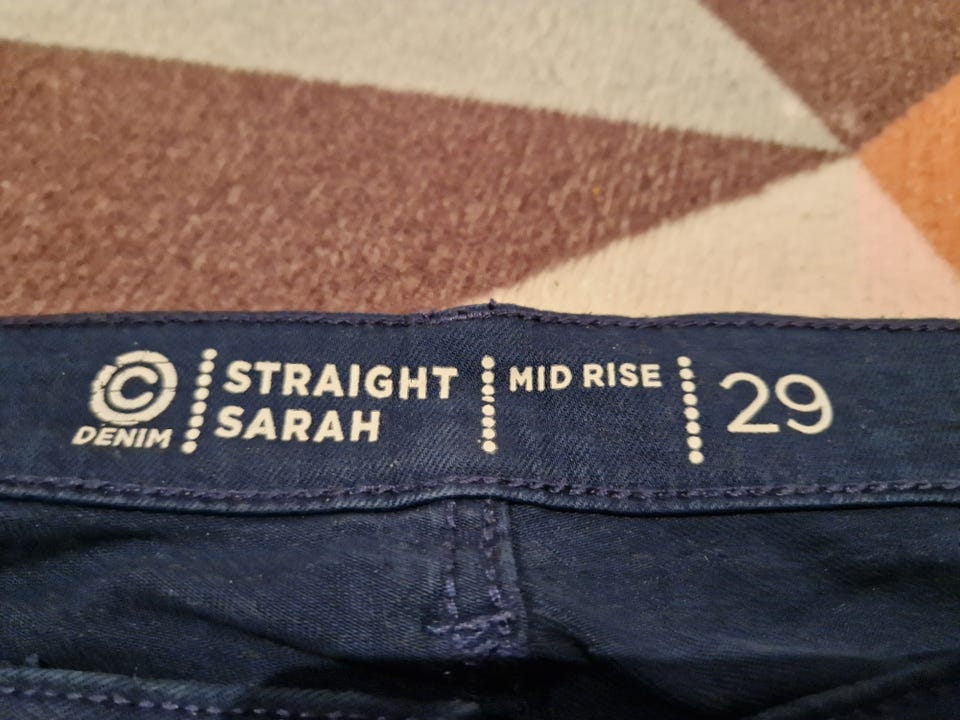 C
DENIM
STRAIGHT
SARAH
MID RISE
29